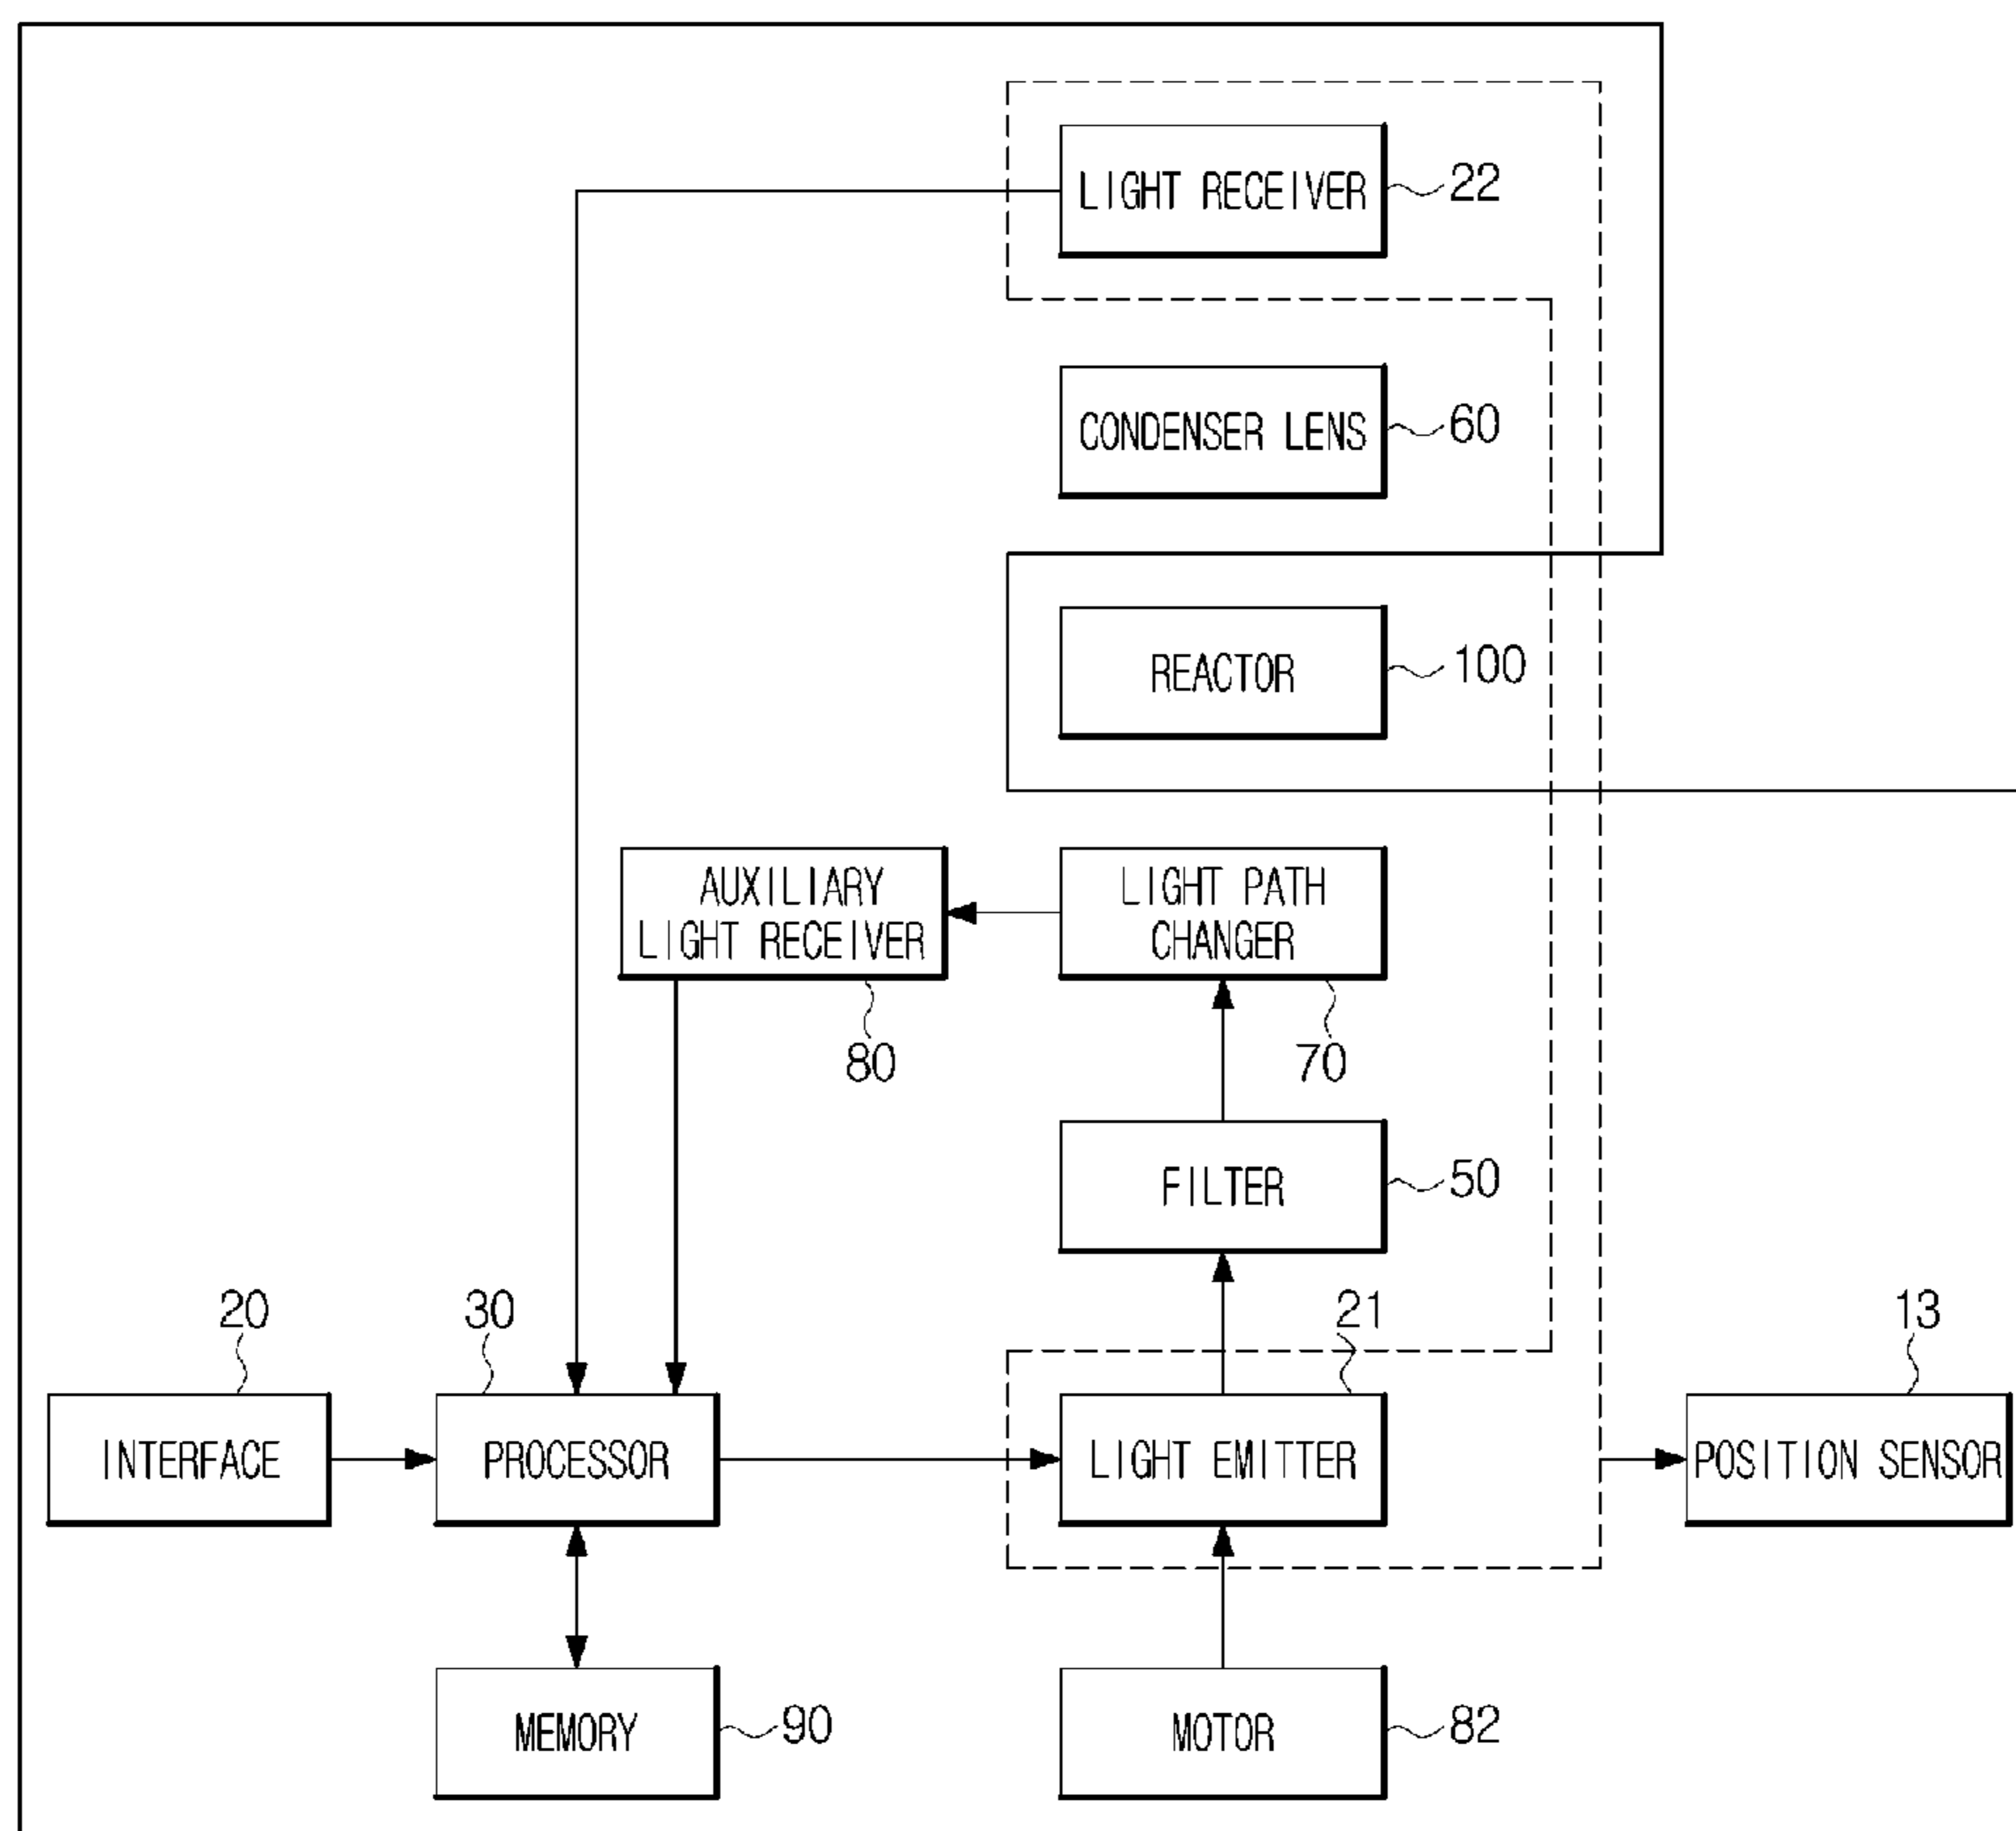 LIGHT RECEIVER
22
CONDENSER LENS
60
REACTOR
100
AUXILIARY
LIGHT RECEIVER
80
LIGHT PATH
CHANGER
70
FILTER
50
20
INTERFACE
30
PROCESSOR
21
LIGHT EMITTER
13
POSITION SENSOR
MEMORY
90
MOTOR
82